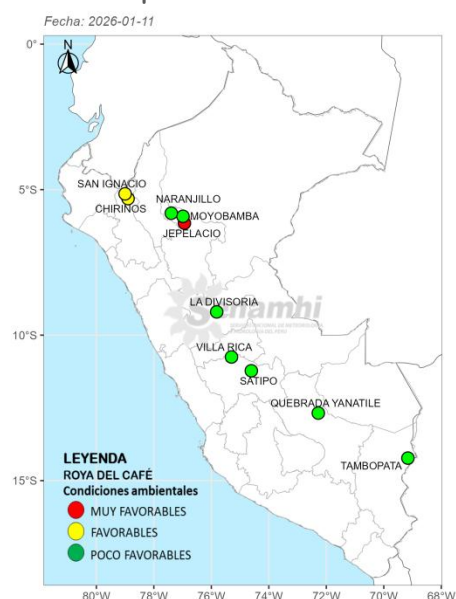 Fecha: 2026-01-11
N
0°
5°S
10°S
15°S
SAN IGNACIO
CHIRINOS
NARANJILLO
MOYOBAMBA
JEPELACIO
LA DIVISORIA
Senamhi
VILLA RICA
SATIPO
QUEBRADA YANATILE
TAMBOPATA
LEYENDA
ROYA DEL CAFÉ
Condiciones ambientales
MUY FAVORABLES
FAVORABLES
POCO FAVORABLES
80°W 78°W 76°W 74°W 72°W 70°W 68°W